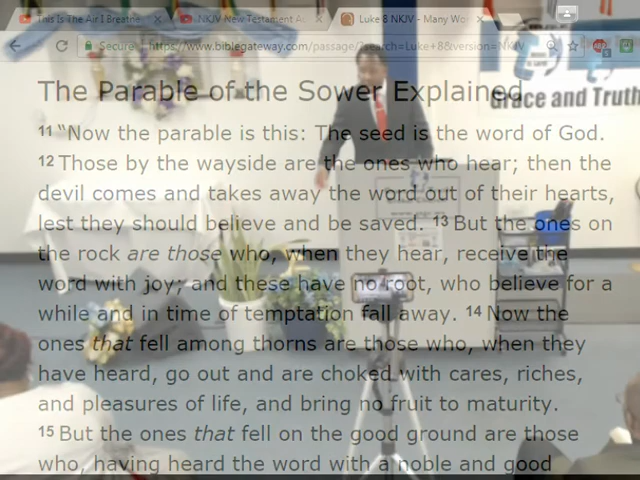 This Is The Air I Breathe
NKJV New Testament Au
Luke 8 NKJV - Many Wo
Secure https://www.biblegateway.com/passage/?search=Luke+8&version=NKJV
The Parable of the Sower Explained
Grace and Truth
11 “Now the parable is this: The seed is the word of God.
12 Those by the wayside are the ones who hear; then the
devil comes and takes away the word out of their hearts,
lest they should believe and be saved. 13 But the ones on
the rock are those who, when they hear, receive the
word with joy; and these have no root, who believe for a
while and in time of temptation fall away. 14 Now the
ones that fell among thorns are those who, when they
have heard, go out and are choked with cares, riches,
and pleasures of life, and bring no fruit to maturity.
15 But the ones that fell on the good ground are those
who, having heard the word with a noble and good